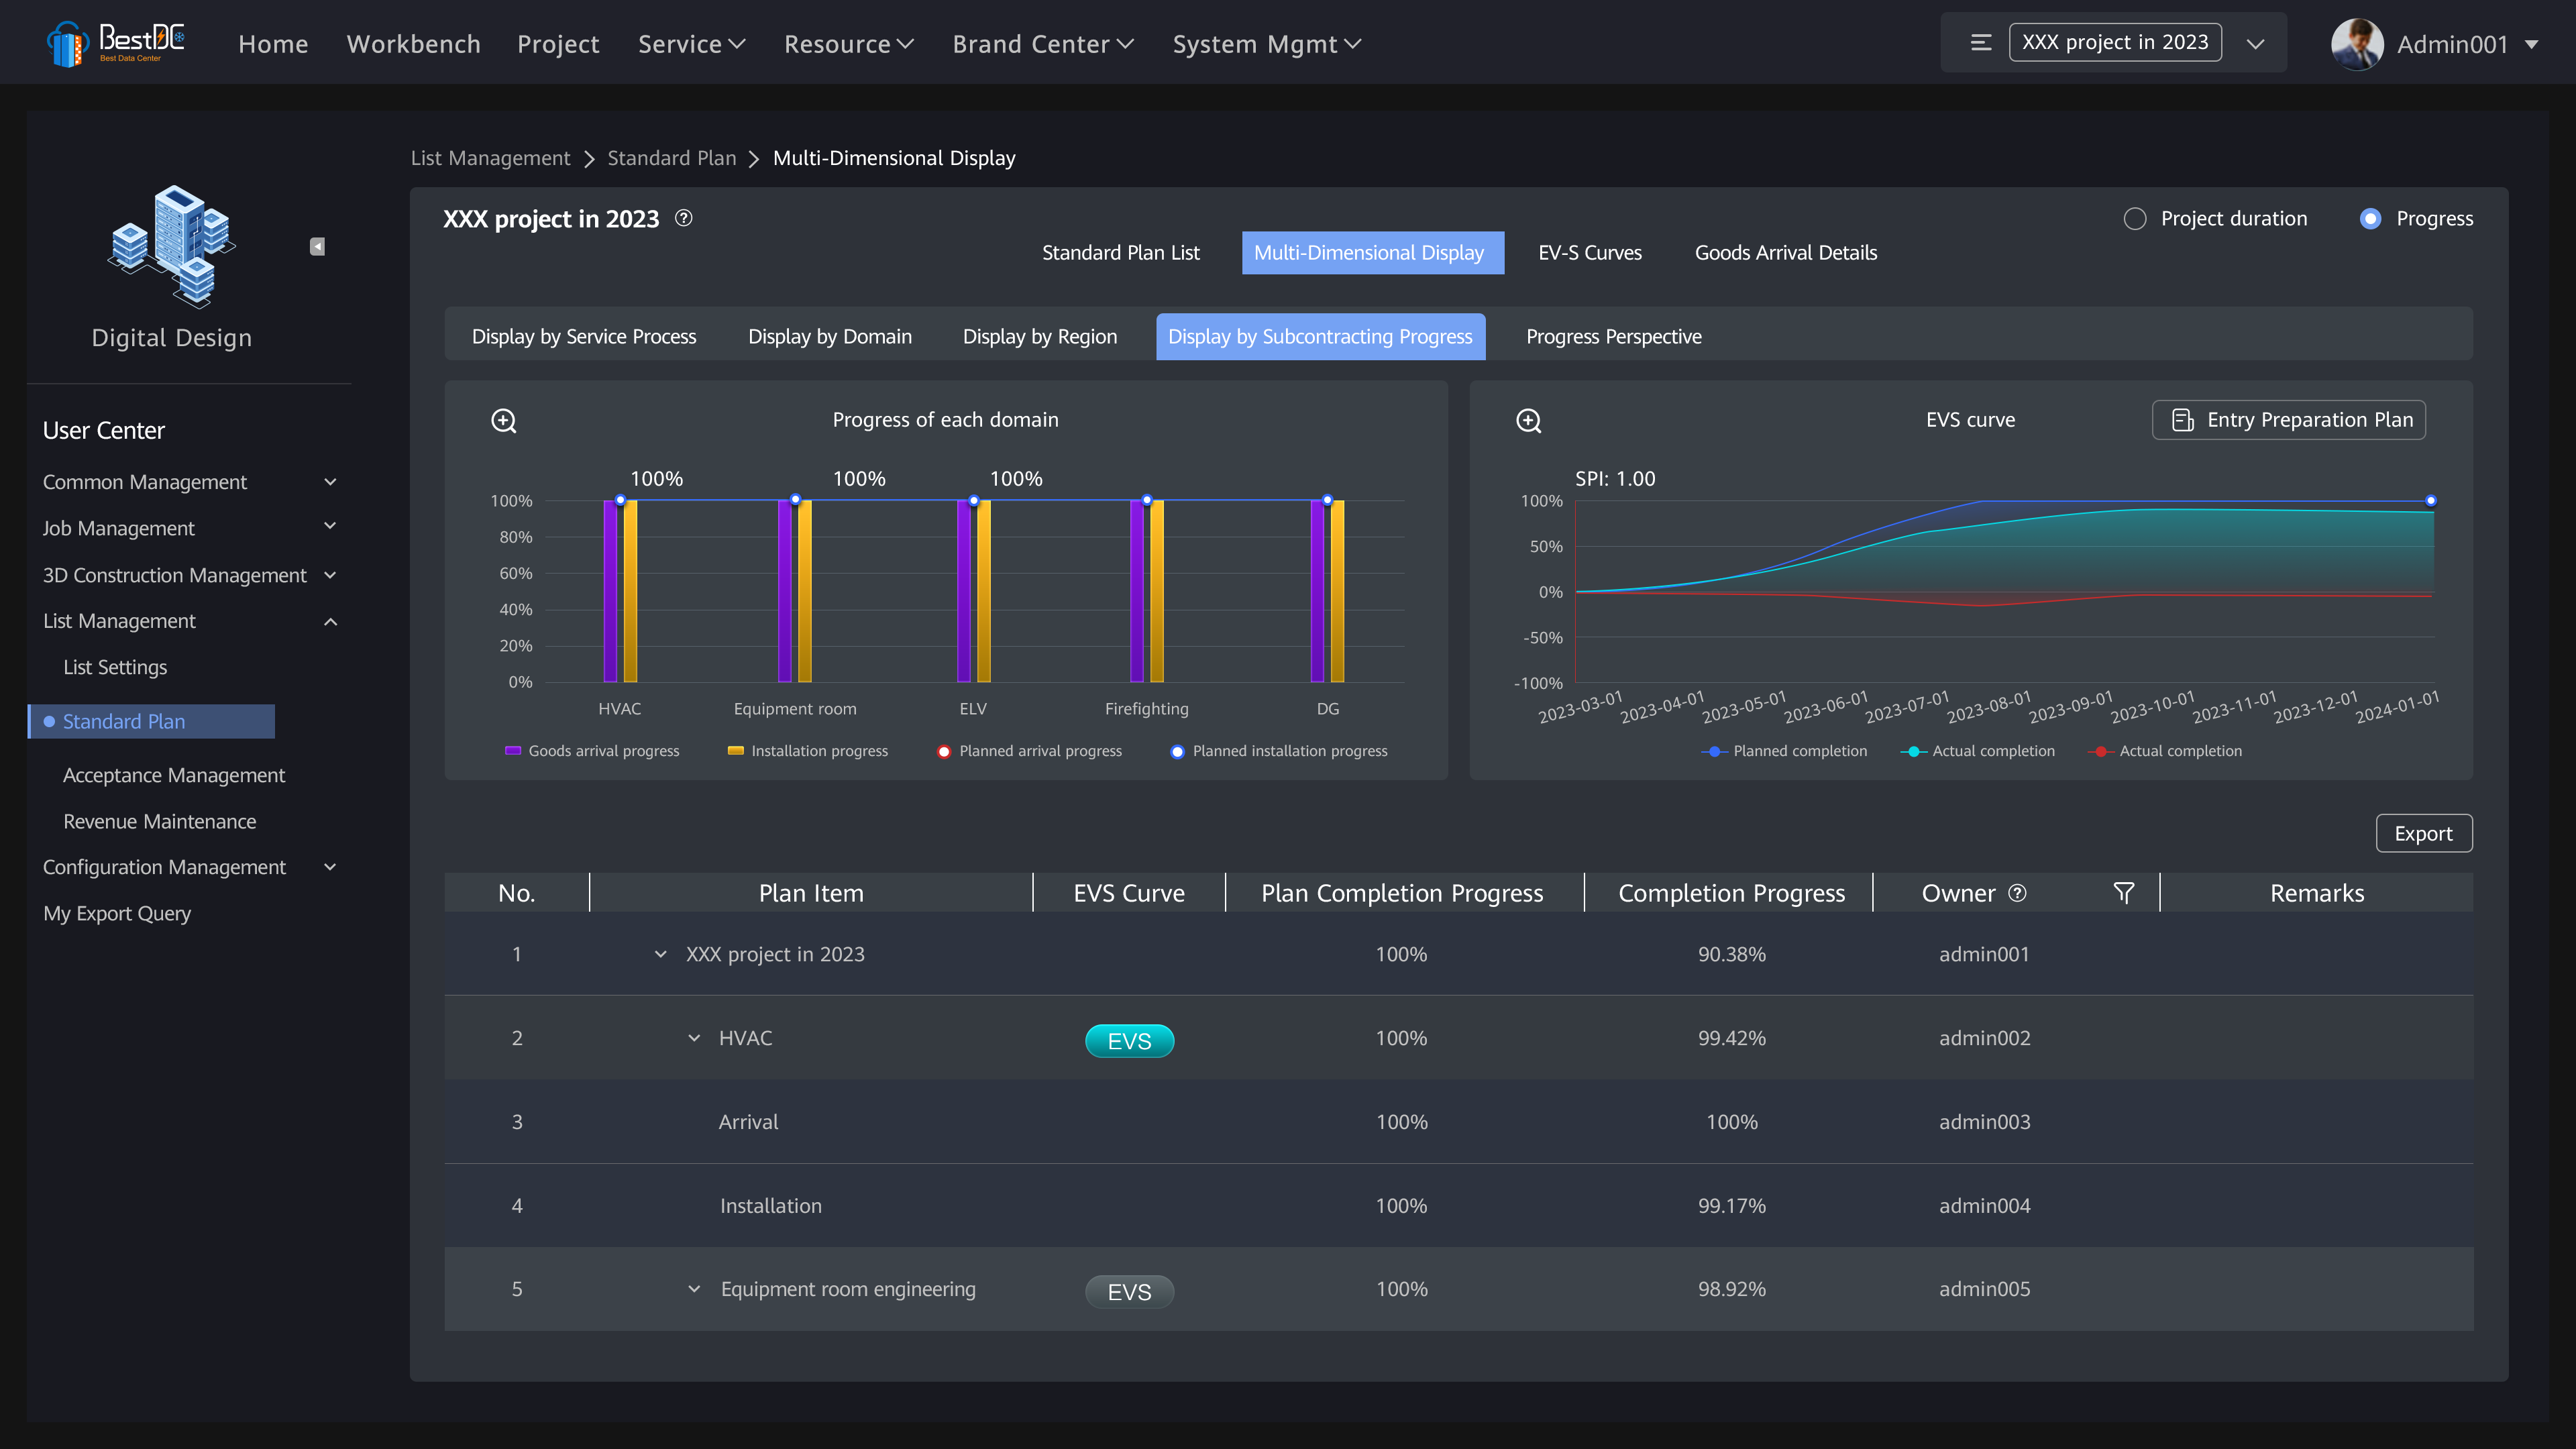 BestDC
Best Data Center
Home Workbench Project Service Resource Brand Center System Mgmt
XXX project in 2023
Admin001
Digital Design
User Center
Common Management
Job Management
3D Construction Management
List Management
List Settings
Standard Plan
Acceptance Management
Revenue Maintenance
Configuration Management
My Export Query
List Management Standard Plan Multi-Dimensional Display
XXX project in 2023 ?
Project duration Progress
Standard Plan List Multi-Dimensional Display EV-S Curves Goods Arrival Details
Display by Service Process Display by Domain Display by Region Display by Subcontracting Progress Progress Perspective
Progress of each domain
100% 100% 100%
100%
80%
60%
40%
20%
0%
HVAC Equipment room ELV Firefighting DG
Goods arrival progress Installation progress Planned arrival progress Planned installation progress
EVS curve
Entry Preparation Plan
SPI: 1.00
100%
50%
0%
-50%
-100%
2023-03-01 2023-04-01 2023-05-01 2023-06-01 2023-07-01 2023-08-01 2023-09-01 2023-10-01 2023-11-01 2023-12-01 2024-01-01
Planned completion Actual completion Actual completion
Export
No. Plan Item EVS Curve Plan Completion Progress Completion Progress Owner ? Remarks
1 XXX project in 2023 100% 90.38% admin001
2 HVAC EVS 100% 99.42% admin002
3 Arrival 100% 100% admin003
4 Installation 100% 99.17% admin004
5 Equipment room engineering EVS 100% 98.92% admin005